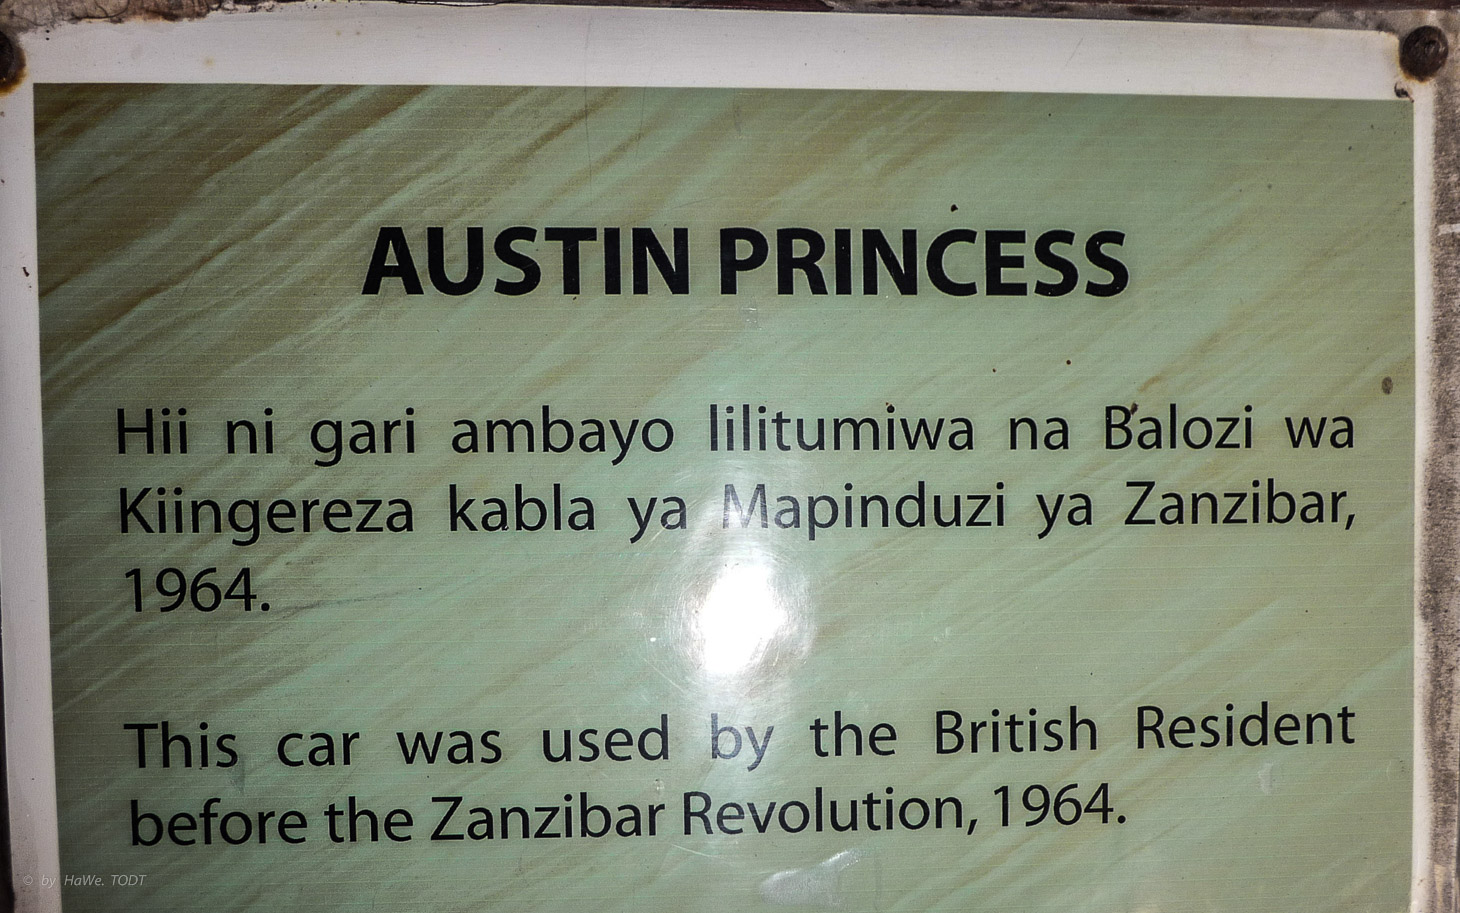 AUSTIN PRINCESS
Hii ni gari ambayo lilitumiwa na Balozi wa
Kiingereza kabla ya Mapinduzi ya Zanzibar,
1964.
This car was used by the British Resident
before the Zanzibar Revolution, 1964.
© by HaWe. TODT